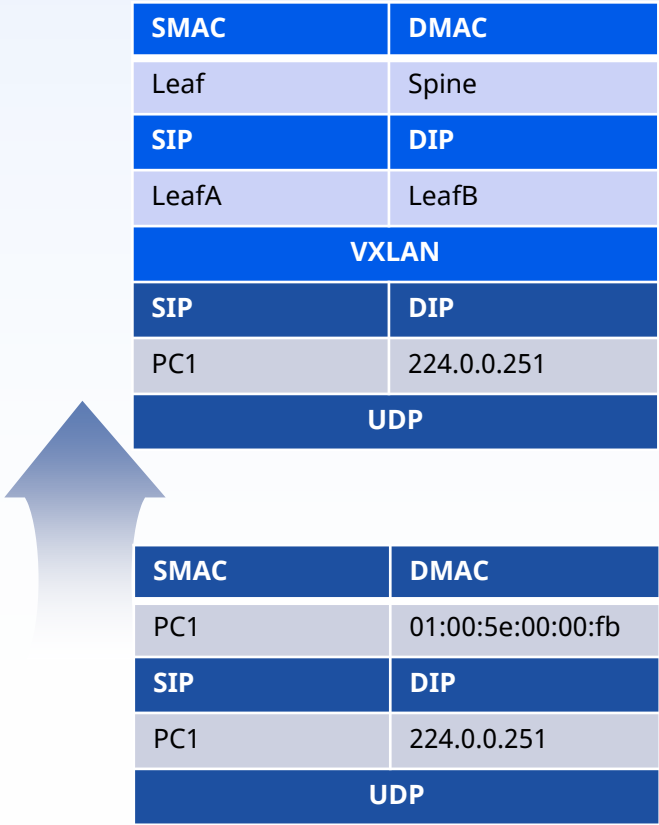 SMAC DMAC
Leaf Spine
SIP DIP
LeafA LeafB
VXLAN
SIP DIP
PC1 224.0.0.251
UDP
SMAC DMAC
PC1 01:00:5e:00:00:fb
SIP DIP
PC1 224.0.0.251
UDP